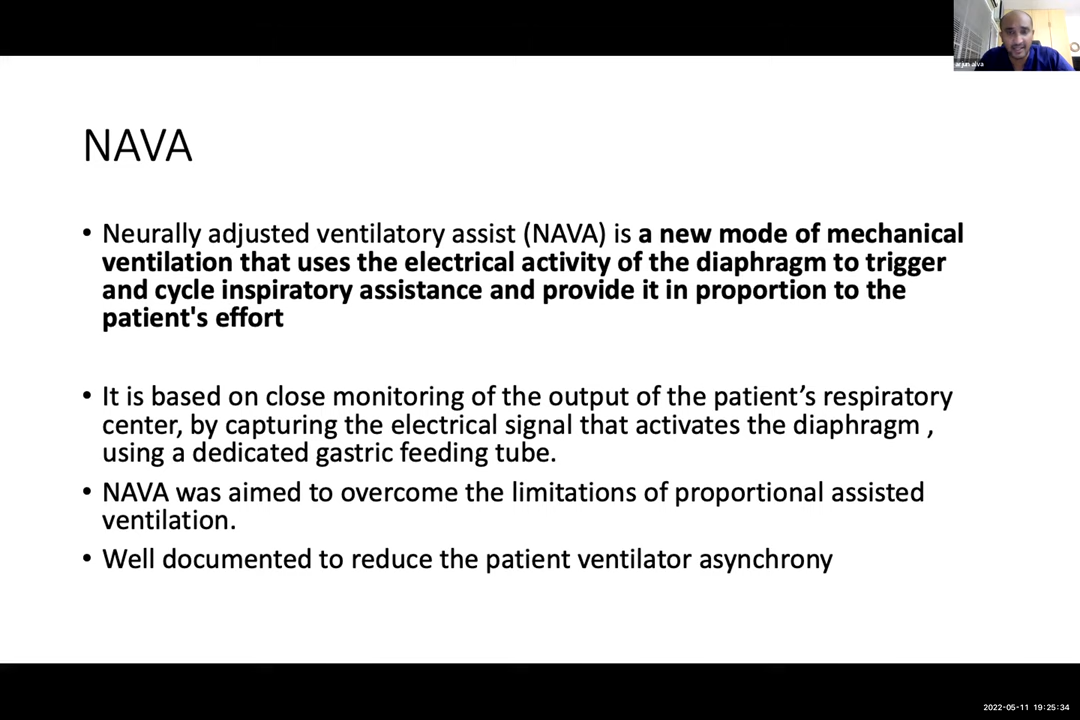 arjun alva
NAVA
• Neurally adjusted ventilatory assist (NAVA) is a new mode of mechanical
ventilation that uses the electrical activity of the diaphragm to trigger
and cycle inspiratory assistance and provide it in proportion to the
patient's effort
• It is based on close monitoring of the output of the patient’s respiratory
center, by capturing the electrical signal that activates the diaphragm ,
using a dedicated gastric feeding tube.
• NAVA was aimed to overcome the limitations of proportional assisted
ventilation.
• Well documented to reduce the patient ventilator asynchrony
2022-05-11 19:25:34